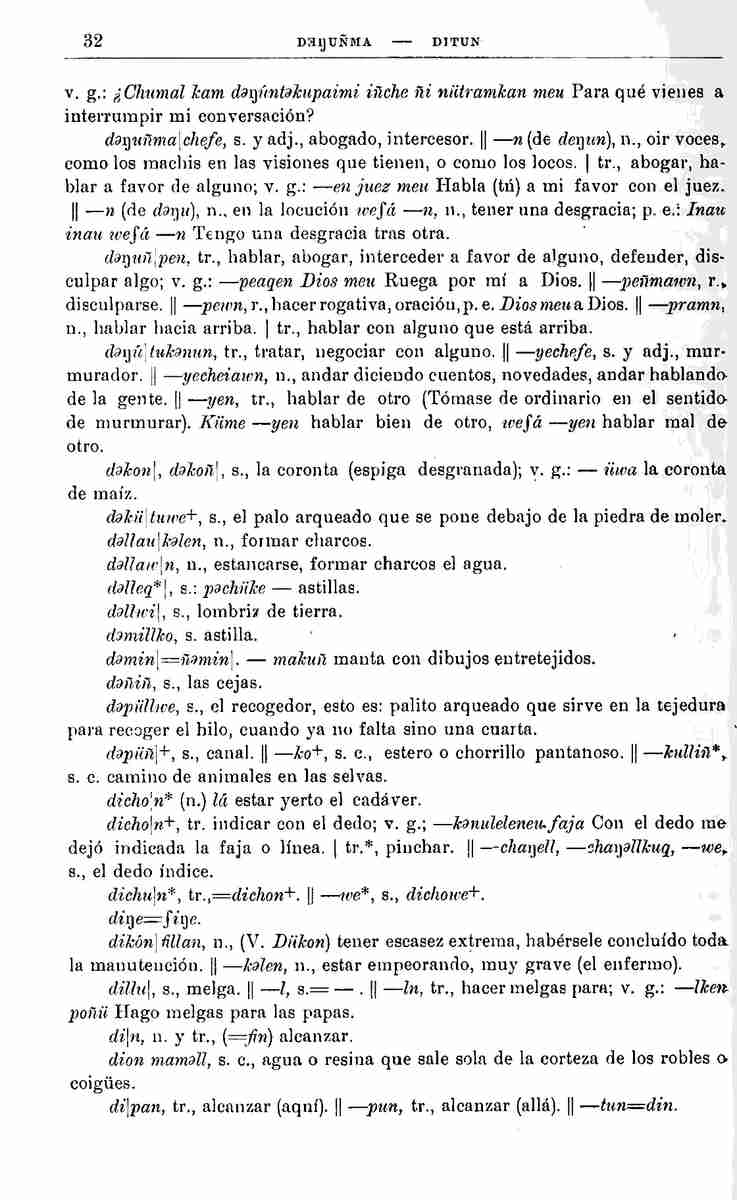 32 DƎŊUÑMA — DITUN
v. g.: ¿Chumal kam dəŋúntəkupaimi iñche ñi nütramkan meu Para qué vienes a
interrumpir mi conversación?
dəŋuñma|chefe, s. y adj., abogado, intercesor. || —n (de deŋun), n., oir voces,
como los machis en las visiones que tienen, o como los locos. | tr., abogar, ha-
blar a favor de alguno; v. g.: —en juez meu Habla (tú) a mi favor con el juez.
|| —n (de dəŋu), n., en la locución weʃá —n, n., tener una desgracia; p. e.: Inau
inau weʃá —n Tengo una desgracia tras otra.
dəŋuñ|pen, tr., hablar, abogar, interceder a favor de alguno, defender, dis-
culpar algo; v. g.: —peaqen Dios meu Ruega por mí a Dios. || —peñmawn, r.,
disculparse. || —pewn, r., hacer rogativa, oración, p. e. Dios meu a Dios. || —pramn,
n., hablar hacia arriba. | tr., hablar con alguno que está arriba.
dəŋú|tukənun, tr., tratar, negociar con alguno. || —yechefe, s. y adj., mur-
murador. || —yecheiawn, n., andar diciendo cuentos, novedades, andar hablando
de la gente. || —yen, tr., hablar de otro (Tómase de ordinario en el sentido
de murmurar). Küme —yen hablar bien de otro, weʃá —yen hablar mal de
otro.
dəkon|, dəkoñ|, s., la coronta (espiga desgranada); v. g.: — üwa la coronta
de maíz.
dəkü|tuwe+, s., el palo arqueado que se pone debajo de la piedra de moler.
dəllau|kəlen, n., formar charcos.
dəllaw|n, n., estancarse, formar charcos el agua.
dəlleq*|, s.: pəchüke — astillas.
dəllwi|, s., lombriz de tierra.
dəmillko, s. astilla.
dəmin|=ñəmin|. — makuñ manta con dibujos entretejidos.
dəñiñ, s., las cejas.
dəpüllwe, s., el recogedor, esto es: palito arqueado que sirve en la tejedura
para recoger el hilo, cuando ya no falta sino una cuarta.
dəpüñ|+, s., canal. || —ko+, s. c., estero o chorrillo pantanoso. || —kulliñ*,
s. c. camino de animales en las selvas.
dicho|n* (n.) lá estar yerto el cadáver.
dicho|n+, tr. indicar con el dedo; v. g.; —kənuleleneu faja Con el dedo me
dejó indicada la faja o línea. | tr.*, pinchar. || —chaŋell, —chaŋəllkuq, —we,
s., el dedo índice.
dichu|n*, tr.,=dichon+. || —we*, s., dichowe+.
diŋe=ʃiŋe.
dikôn|fillan, n., (V. Dükon) tener escasez extrema, habérsele concluído toda
la manutención. || —kəlen, n., estar empeorando, muy grave (el enfermo).
dillu|, s., melga. || —l, s.= — . || —ln, tr., hacer melgas para; v. g.: —lken
poñü Hago melgas para las papas.
di|n, n. y tr., (=fin) alcanzar.
dion maməll, s. c., agua o resina que sale sola de la corteza de los robles o
coigües.
di|pan, tr., alcanzar (aquí). || —pun, tr., alcanzar (allá). || —tun=din.